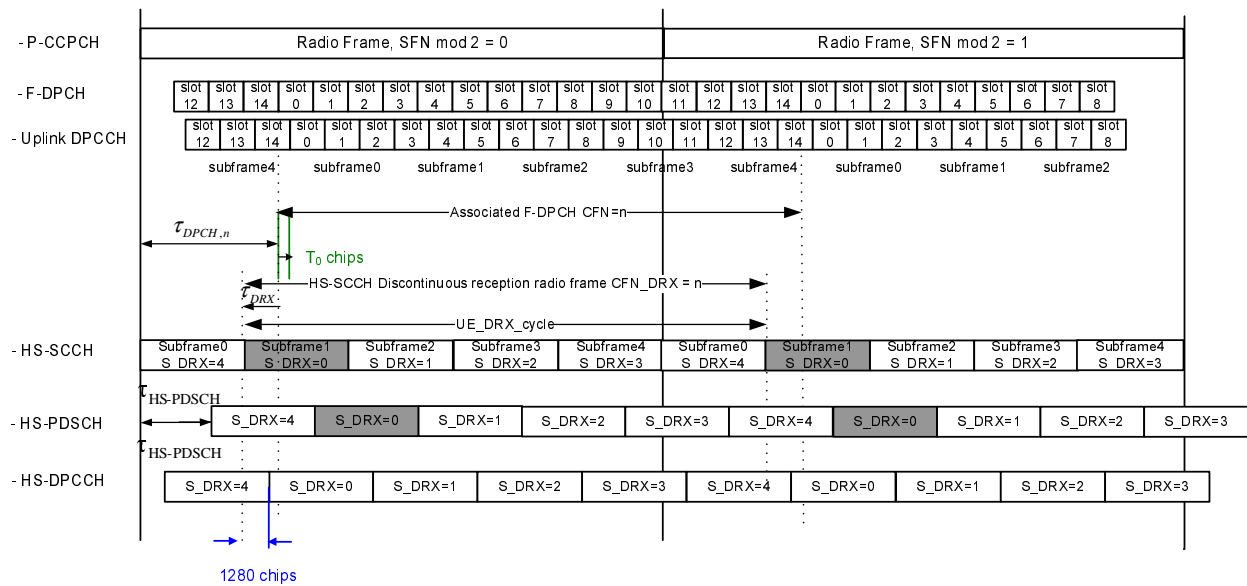 - P-CCPCH
Radio Frame, SFN mod 2 = 0
Radio Frame, SFN mod 2 = 1
- F-DPCH
slot 12 slot 13 slot 14 slot 0 slot 1 slot 2 slot 3 slot 4 slot 5 slot 6 slot 7 slot 8 slot 9 slot 10 slot 11 slot 12 slot 13 slot 14 slot 0 slot 1 slot 2 slot 3 slot 4 slot 5 slot 6 slot 7 slot 8
- Uplink DPCCH
slot 12 slot 13 slot 14 slot 0 slot 1 slot 2 slot 3 slot 4 slot 5 slot 6 slot 7 slot 8 slot 9 slot 10 slot 11 slot 12 slot 13 slot 14 slot 0 slot 1 slot 2 slot 3 slot 4 slot 5 slot 6 slot 7 slot 8
subframe4 subframe0 subframe1 subframe2 subframe3 subframe4 subframe0 subframe1 subframe2
Associated F-DPCH CFN=n
τDPCH,n
T0 chips
HS-SCCH Discontinuous reception radio frame CFN_DRX = n
τDRX
UE_DRX_cycle
- HS-SCCH
Subframe0 Subframe1 Subframe2 Subframe3 Subframe4 Subframe0 Subframe1 Subframe2 Subframe3 Subframe4
S_DRX=4 S_DRX=0 S_DRX=1 S_DRX=2 S_DRX=3 S_DRX=4 S_DRX=0 S_DRX=1 S_DRX=2 S_DRX=3
τHS-PDSCH
- HS-PDSCH
S_DRX=4 S_DRX=0 S_DRX=1 S_DRX=2 S_DRX=3 S_DRX=4 S_DRX=0 S_DRX=1 S_DRX=2 S_DRX=3
τHS-PDSCH
- HS-DPCCH
S_DRX=4 S_DRX=0 S_DRX=1 S_DRX=2 S_DRX=3 S_DRX=4 S_DRX=0 S_DRX=1 S_DRX=2 S_DRX=3
1280 chips